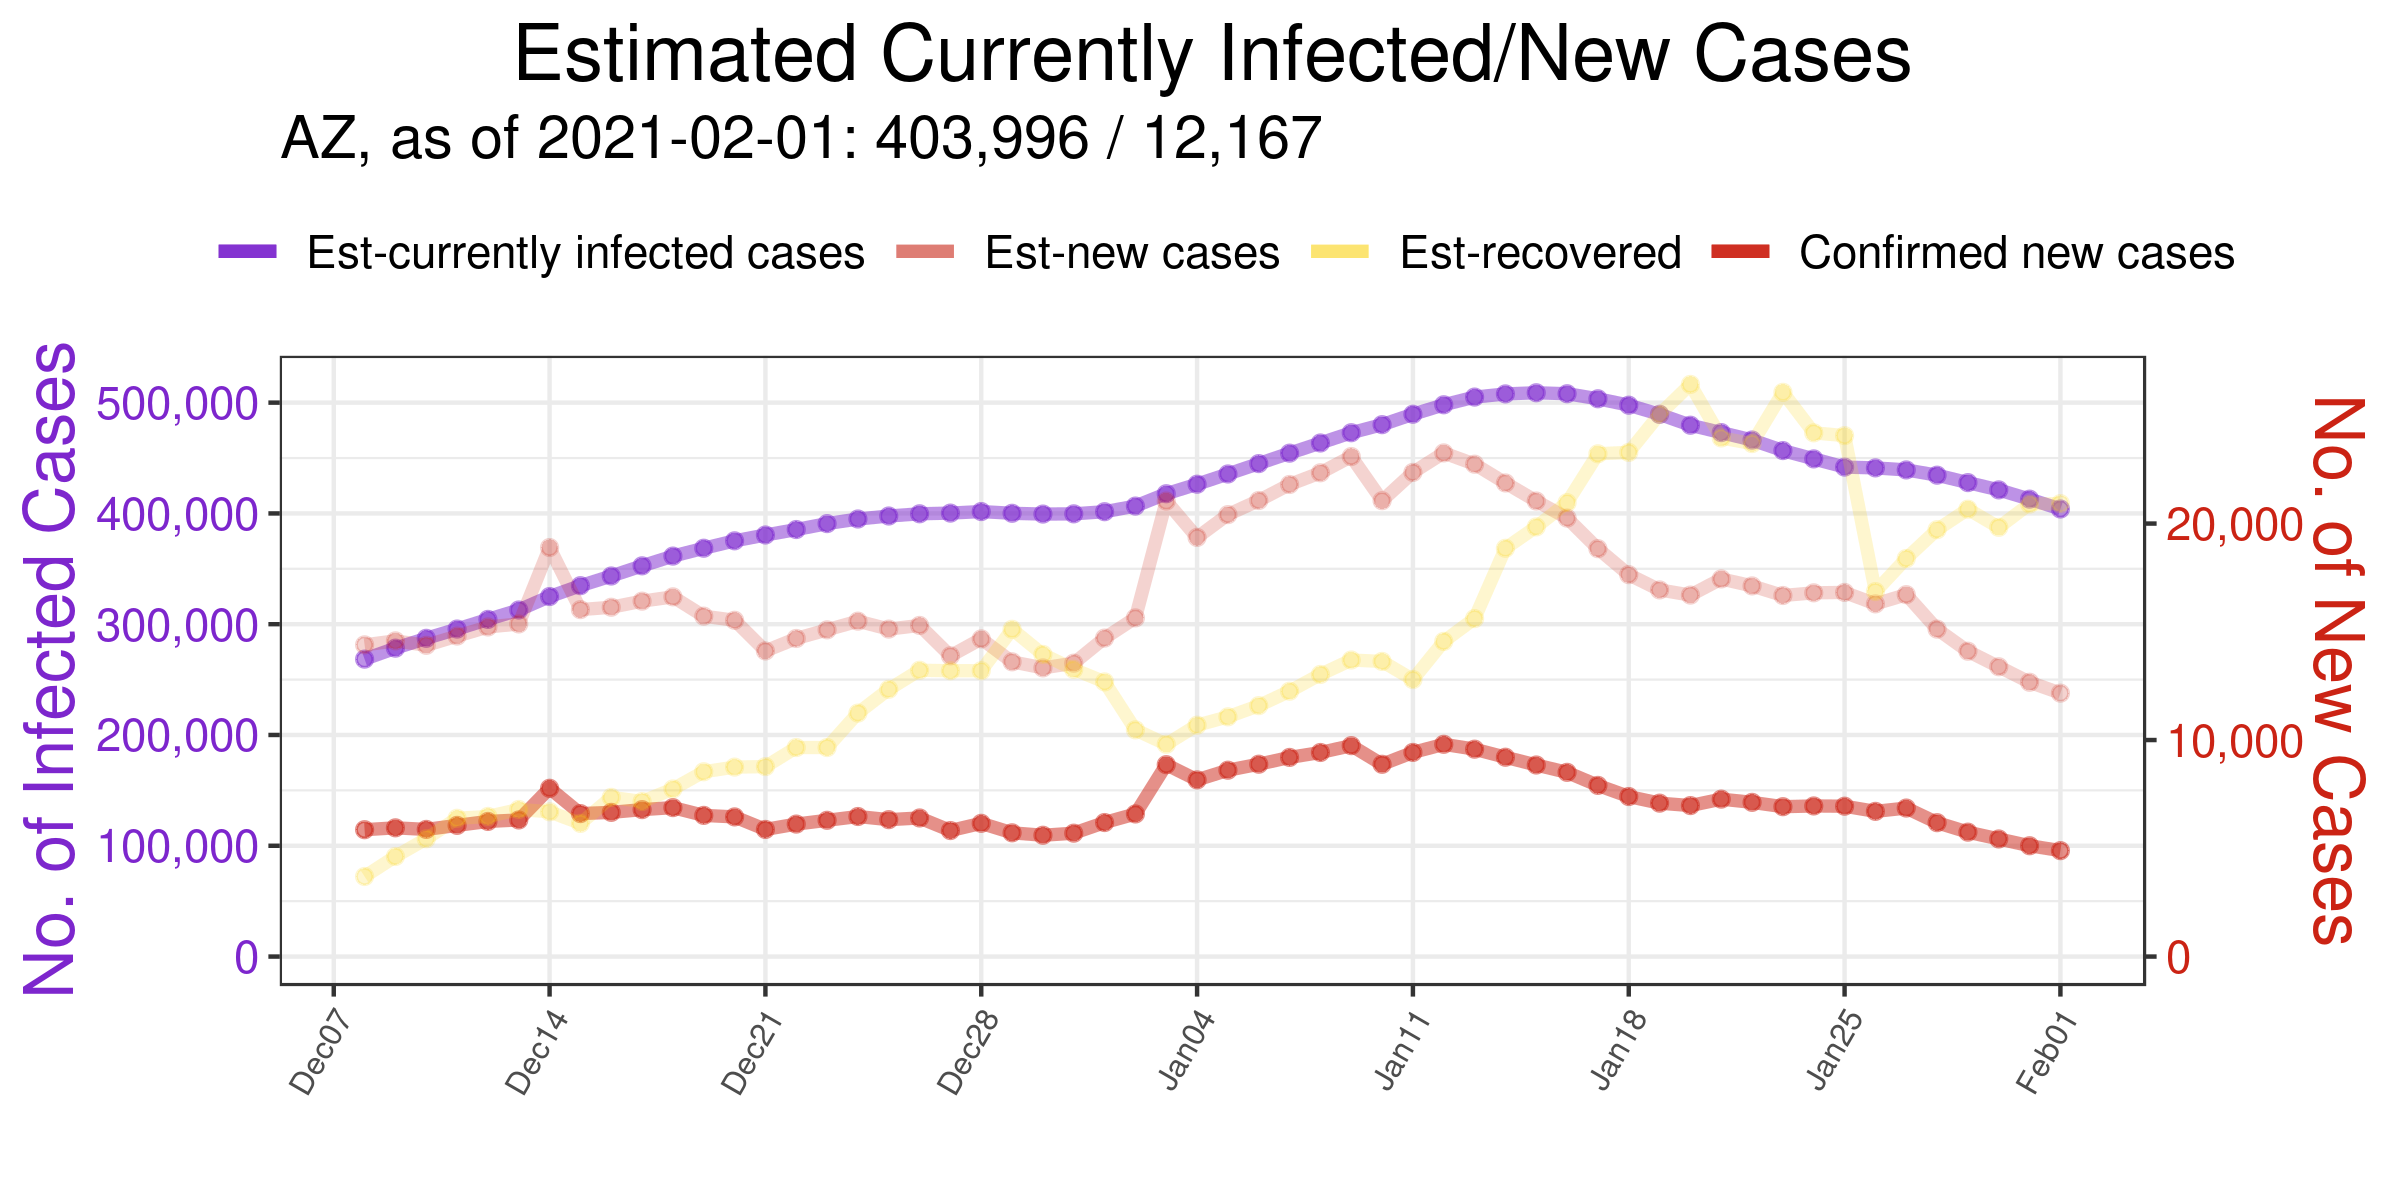 Estimated Currently Infected/New Cases
AZ, as of 2021-02-01: 403,996 / 12,167
Est-currently infected cases Est-new cases Est-recovered Confirmed new cases
No. of Infected Cases
500,000
400,000
300,000
200,000
100,000
0
20,000
10,000
0
No. of New Cases
Dec07 Dec14 Dec21 Dec28 Jan04 Jan11 Jan18 Jan25 Feb01